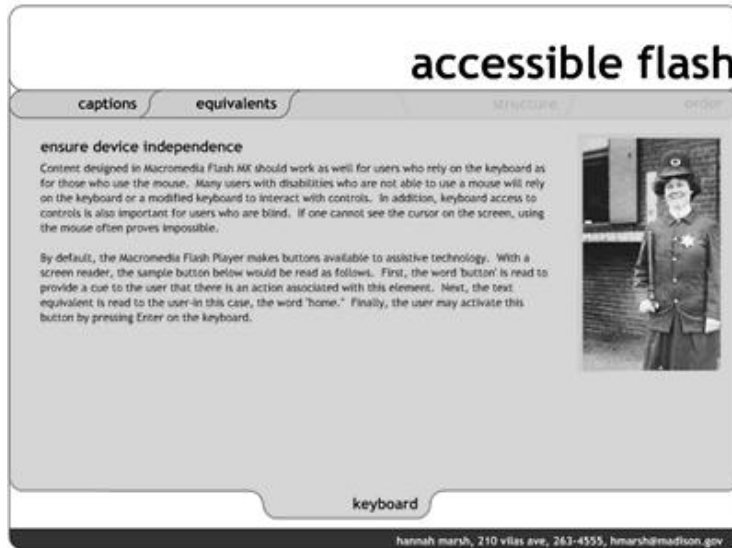 accessible flash
captions equivalents structure order
ensure device independence
Content designed in Macromedia Flash MX should work as well for users who rely on the keyboard as
for those who use the mouse. Many users with disabilities who are not able to use a mouse will rely
on the keyboard or a modified keyboard to interact with controls. In addition, keyboard access to
controls is also important for users who are blind. If one cannot see the cursor on the screen, using
the mouse often proves impossible.
By default, the Macromedia Flash Player makes buttons available to assistive technology. With a
screen reader, the sample button below would be read as follows. First, the word 'button' is read to
provide a cue to the user that there is an action associated with this element. Next, the text
equivalent is read to the user-in this case, the word "home." Finally, the user may activate this
button by pressing Enter on the keyboard.
keyboard
hannah marsh, 210 vilas ave, 263-4555, hmarsh@madison.gov